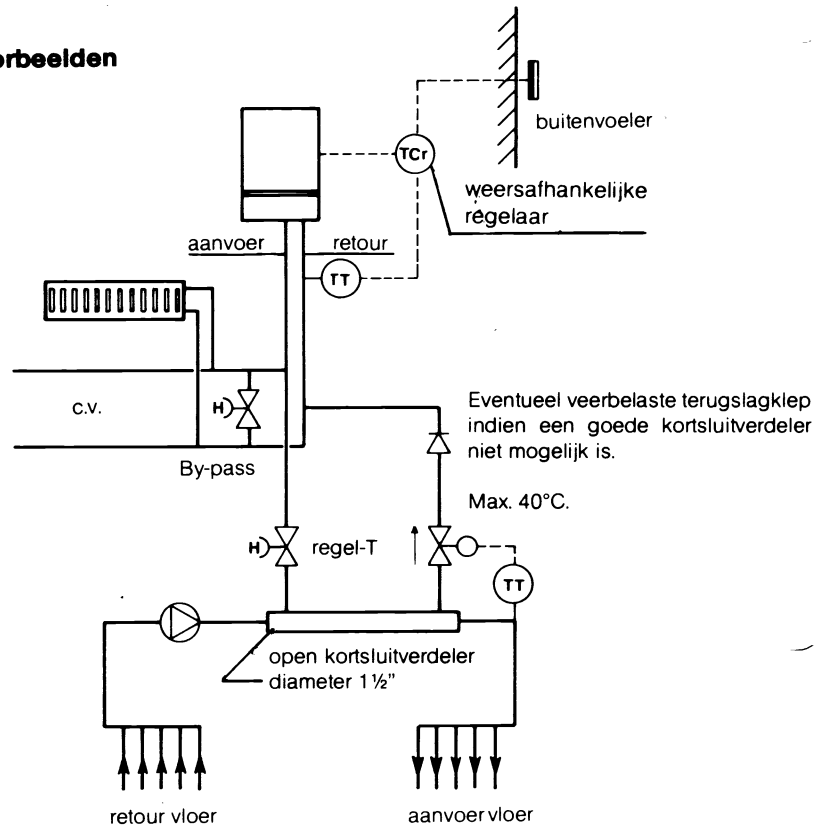 orbeelden
buitenvoeler
TCr
weersafhankelijke
regelaar
aanvoer
retour
TT
c.v.
H
By-pass
Eventueel veerbelaste terugslagklep
indien een goede kortsluitverdeler
niet mogelijk is.
Max. 40°C.
H
regel-T
TT
open kortsluitverdeler
diameter 1½"
retour vloer
aanvoer vloer